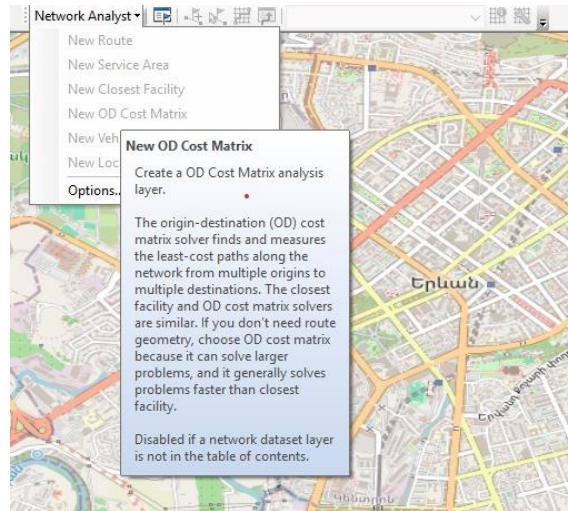 Network Analyst
New Route
New Service Area
New Closest Facility
New OD Cost Matrix
New Veh
New Loc
Options..
New OD Cost Matrix
Create a OD Cost Matrix analysis
layer.
The origin-destination (OD) cost
matrix solver finds and measures
the least-cost paths along the
network from multiple origins to
multiple destinations. The closest
facility and OD cost matrix solvers
are similar. If you don't need route
geometry, choose OD cost matrix
because it can solve larger
problems, and it generally solves
problems faster than closest
facility.
Disabled if a network dataset layer
is not in the table of contents.
Երևան